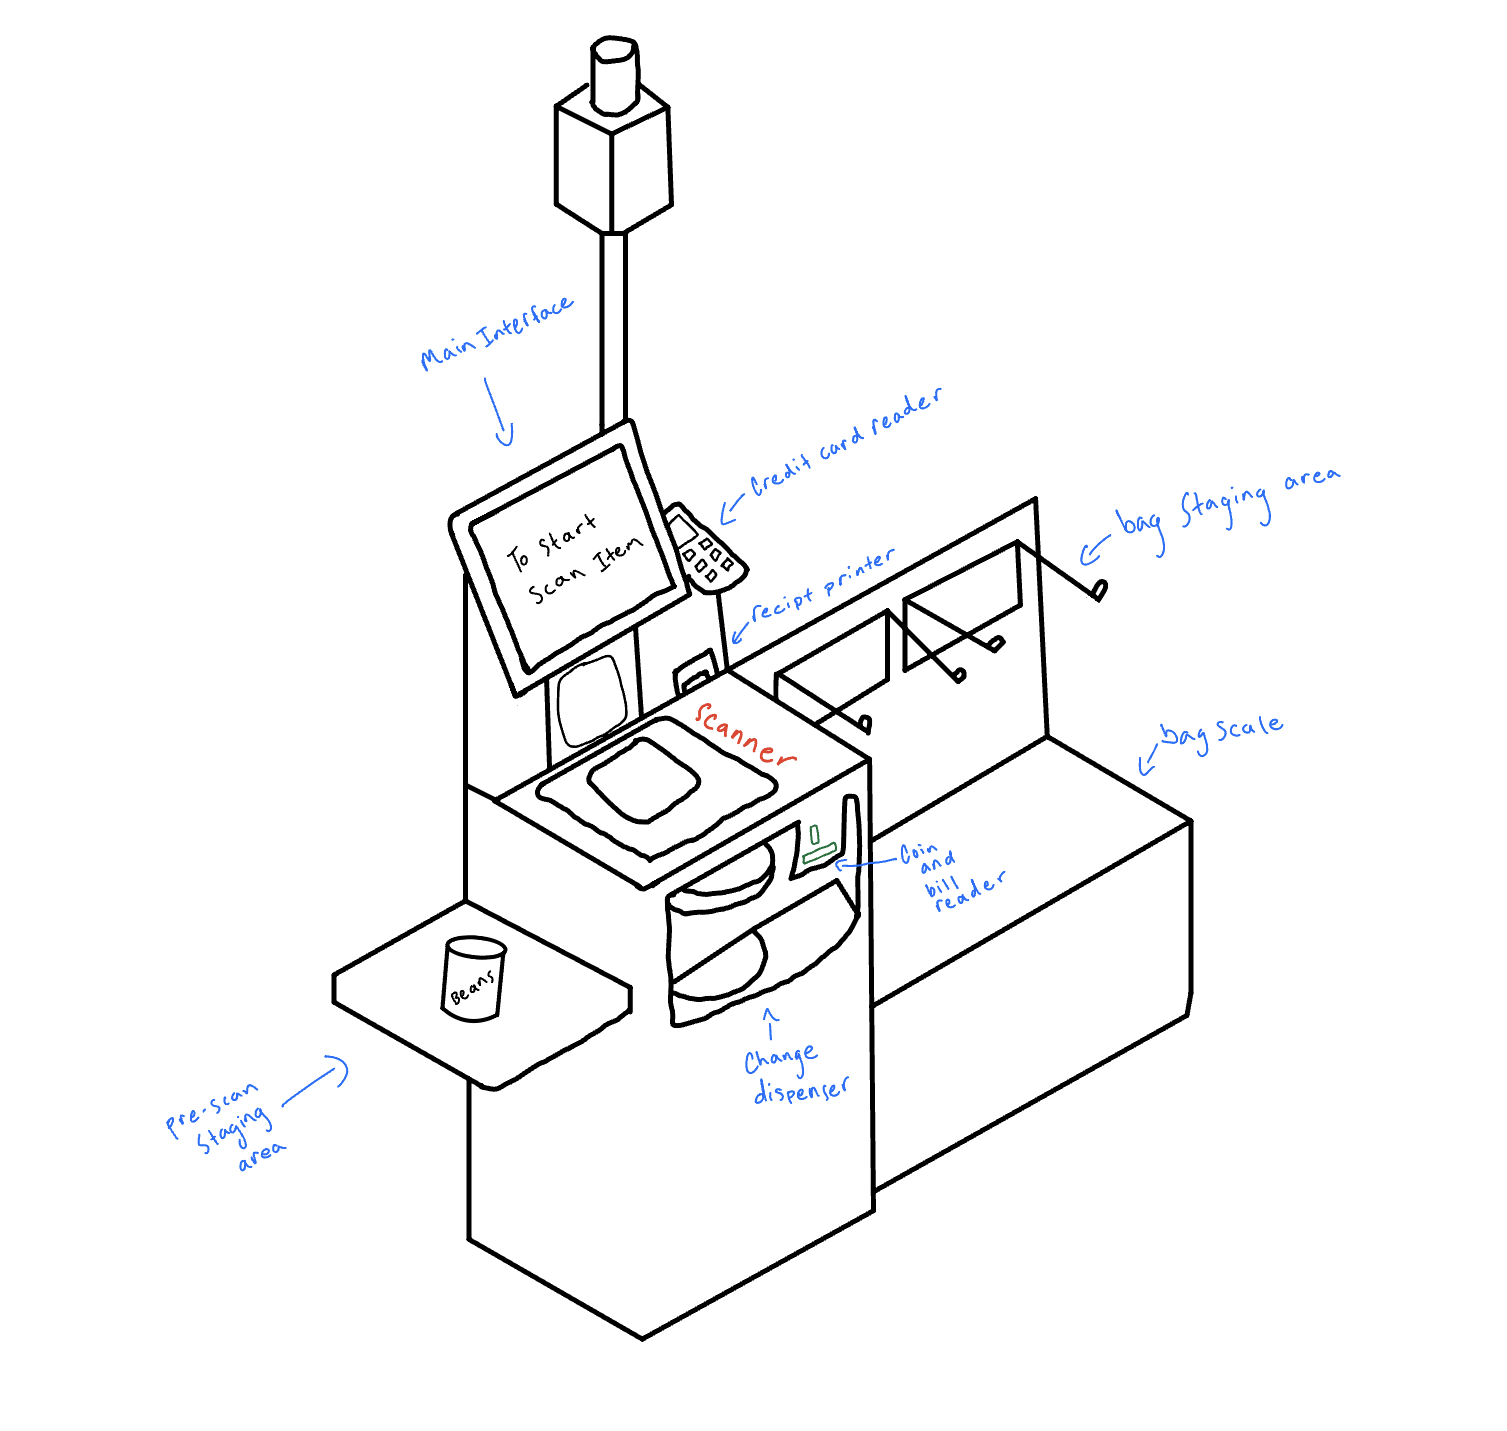 Main Interface
Credit card reader
bag Staging area
To Start
Scan Item
recipt printer
Scanner
bag Scale
Coin
and
bill
reader
Beans
Change
dispenser
Pre-scan
Staging
area